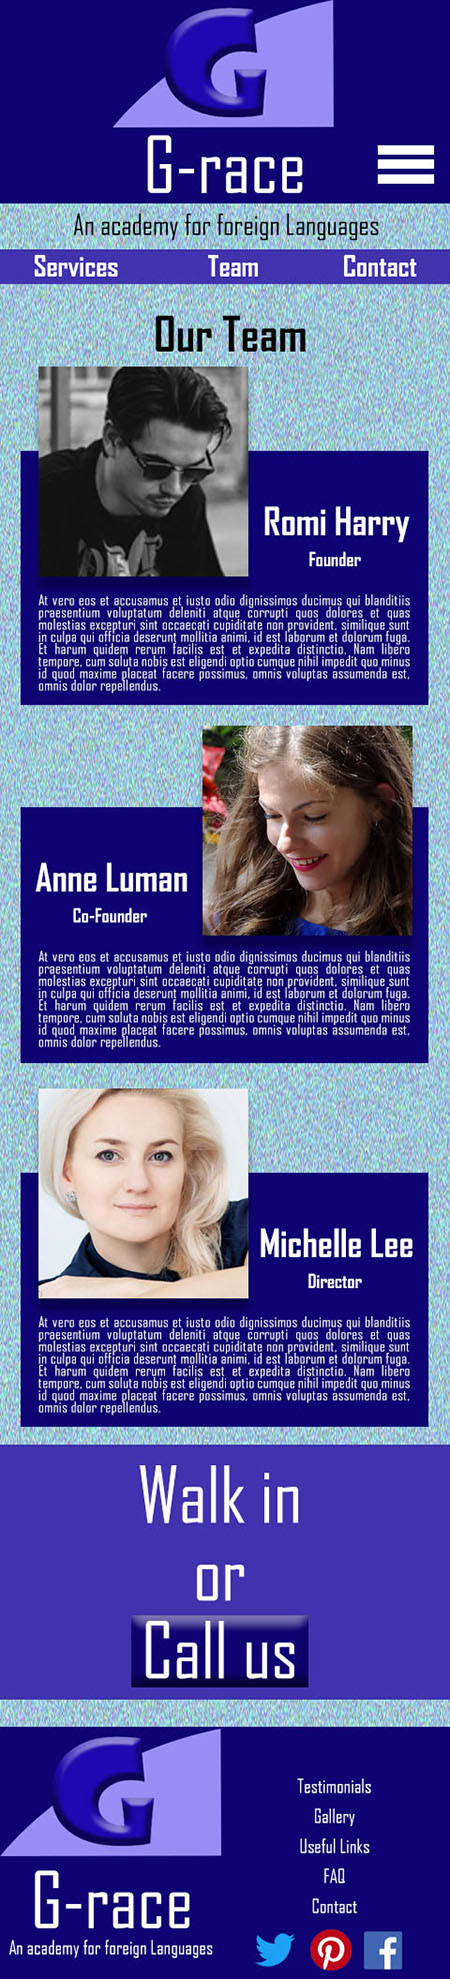 G
G-race
An academy for foreign Languages
Services Team Contact
Our Team
Romi Harry
Founder
At vero eos et accusamus et iusto odio dignissimos ducimus qui blanditiis
praesentium voluptatum deleniti atque corrupti quos dolores et quas
molestias excepturi sint occaecati cupiditate non provident, similique sunt
in culpa qui officia deserunt mollitia animi, id est laborum et dolorum fuga.
Et harum quidem rerum facilis est et expedita distinctio. Nam libero
tempore, cum soluta nobis est eligendi optio cumque nihil impedit quo minus
id quod maxime placeat facere possimus, omnis voluptas assumenda est,
omnis dolor repellendus.
Anne Luman
Co-Founder
At vero eos et accusamus et iusto odio dignissimos ducimus qui blanditiis
praesentium voluptatum deleniti atque corrupti quos dolores et quas
molestias excepturi sint occaecati cupiditate non provident, similique sunt
in culpa qui officia deserunt mollitia animi, id est laborum et dolorum fuga.
Et harum quidem rerum facilis est et expedita distinctio. Nam libero
tempore, cum soluta nobis est eligendi optio cumque nihil impedit quo minus
id quod maxime placeat facere possimus, omnis voluptas assumenda est,
omnis dolor repellendus.
Michelle Lee
Director
At vero eos et accusamus et iusto odio dignissimos ducimus qui blanditiis
praesentium voluptatum deleniti atque corrupti quos dolores et quas
molestias excepturi sint occaecati cupiditate non provident, similique sunt
in culpa qui officia deserunt mollitia animi, id est laborum et dolorum fuga.
Et harum quidem rerum facilis est et expedita distinctio. Nam libero
tempore, cum soluta nobis est eligendi optio cumque nihil impedit quo minus
id quod maxime placeat facere possimus, omnis voluptas assumenda est,
omnis dolor repellendus.
Walk in
or
Call us
G
G-race
An academy for foreign Languages
Testimonials
Gallery
Useful Links
FAQ
Contact